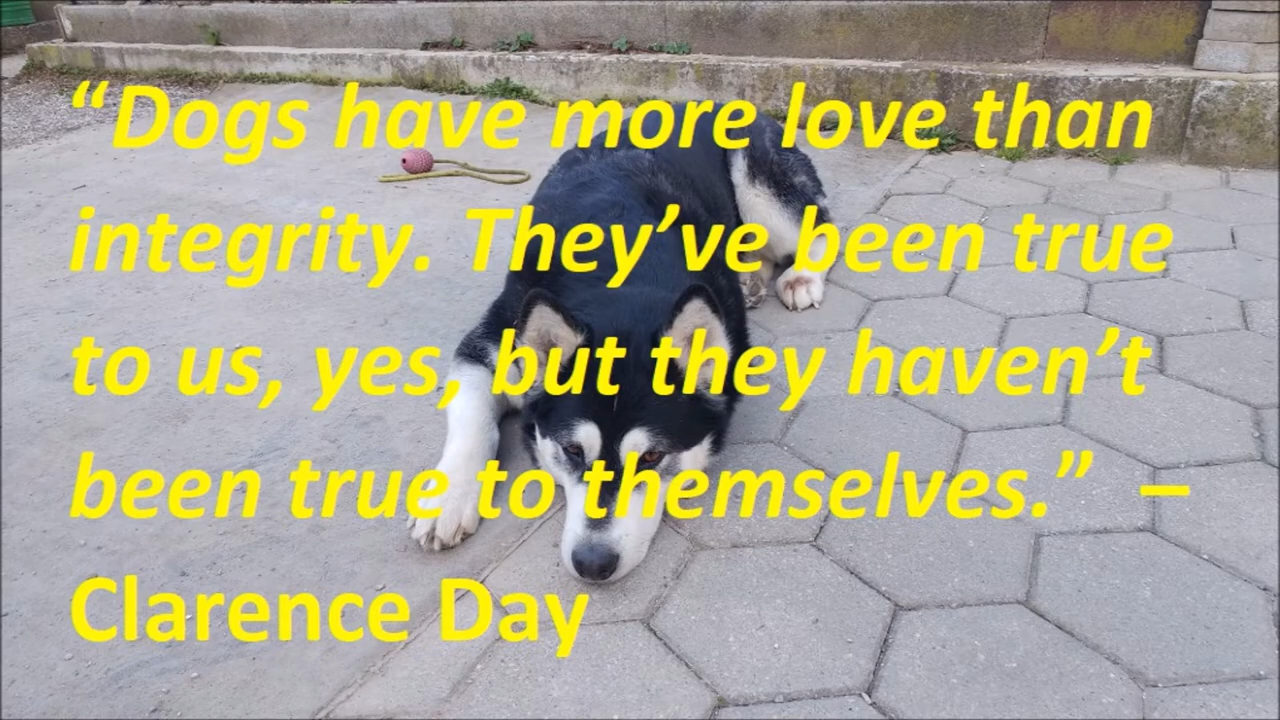 “Dogs have more love than
integrity. They’ve been true
to us, yes, but they haven’t
been true to themselves.” –
Clarence Day